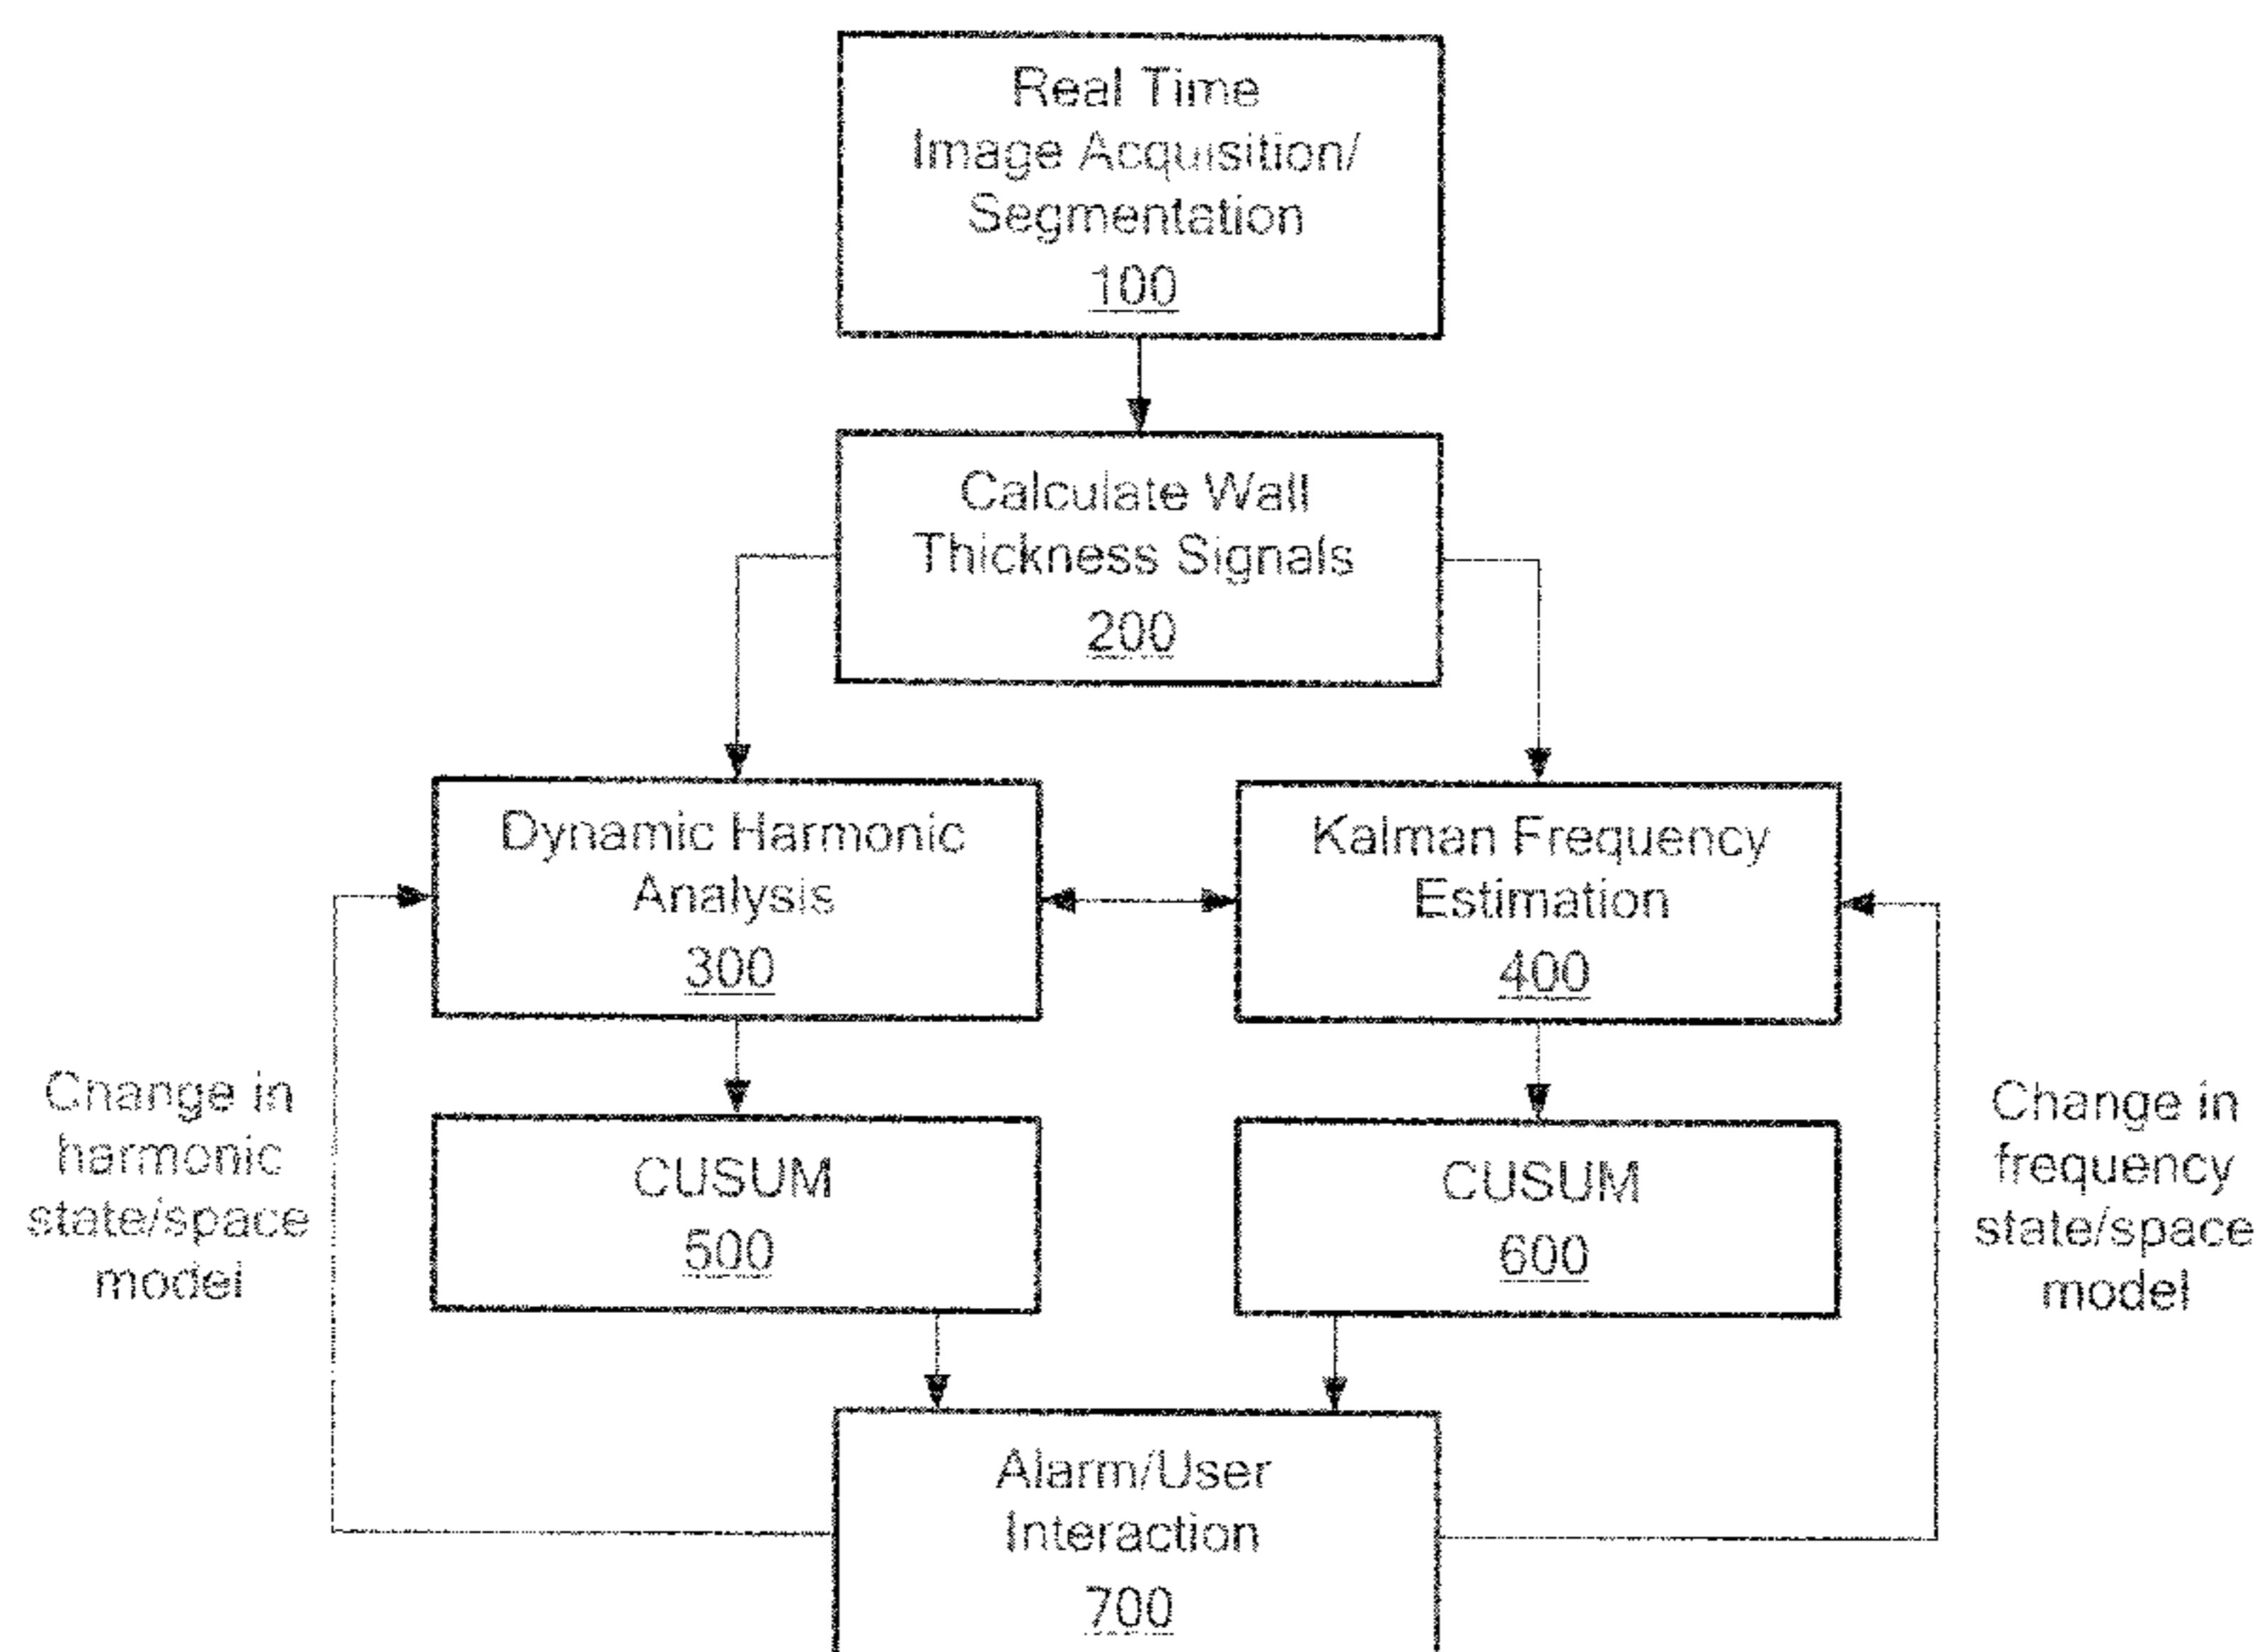 Real Time
Image Acquisition/
Segmentation
100
Calculate Wall
Thickness Signals
200
Dynamic Harmonic
Analysis
300
Kalman Frequency
Estimation
400
Change in
harmonic
state/space
model
CUSUM
500
CUSUM
600
Change in
frequency
state/space
model
Alarm/User
Interaction
700